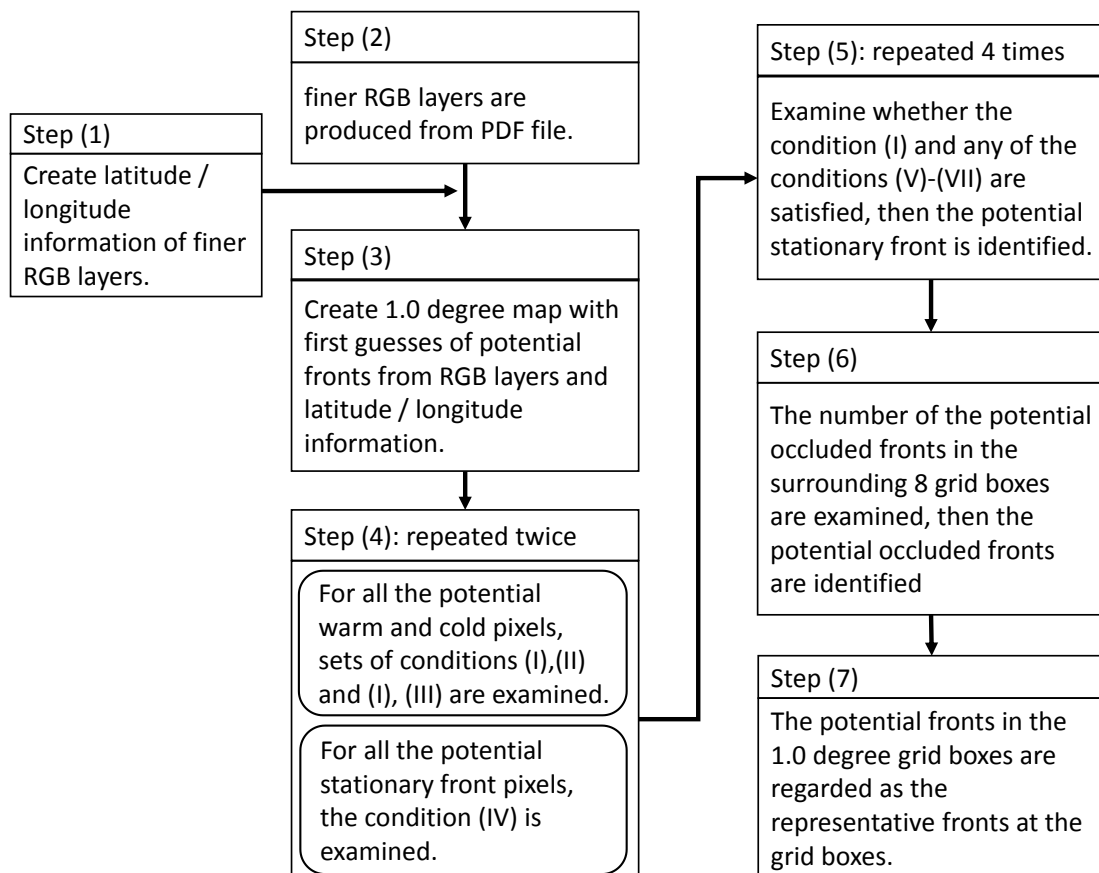 Step (1)
Create latitude /
longitude
information of finer
RGB layers.
Step (2)
finer RGB layers are
produced from PDF file.
Step (3)
Create 1.0 degree map with
first guesses of potential
fronts from RGB layers and
latitude / longitude
information.
Step (4): repeated twice
For all the potential
warm and cold pixels,
sets of conditions (I),(II)
and (I), (III) are examined.
For all the potential
stationary front pixels,
the condition (IV) is
examined.
Step (5): repeated 4 times
Examine whether the
condition (I) and any of the
conditions (V)-(VII) are
satisfied, then the potential
stationary front is identified.
Step (6)
The number of the potential
occluded fronts in the
surrounding 8 grid boxes
are examined, then the
potential occluded fronts
are identified
Step (7)
The potential fronts in the
1.0 degree grid boxes are
regarded as the
representative fronts at the
grid boxes.